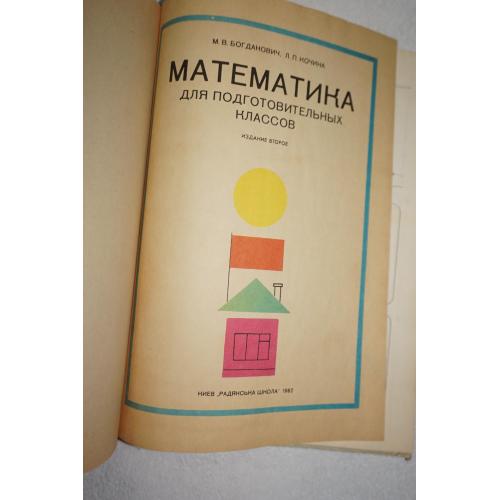 М. В. БОГДАНОВИЧ, Л. П. КОЧИНА
МАТЕМАТИКА
ДЛЯ ПОДГОТОВИТЕЛЬНЫХ
КЛАССОВ
ИЗДАНИЕ ВТОРОЕ
КИЕВ „РАДЯНСЬКА ШКОЛА" 1982